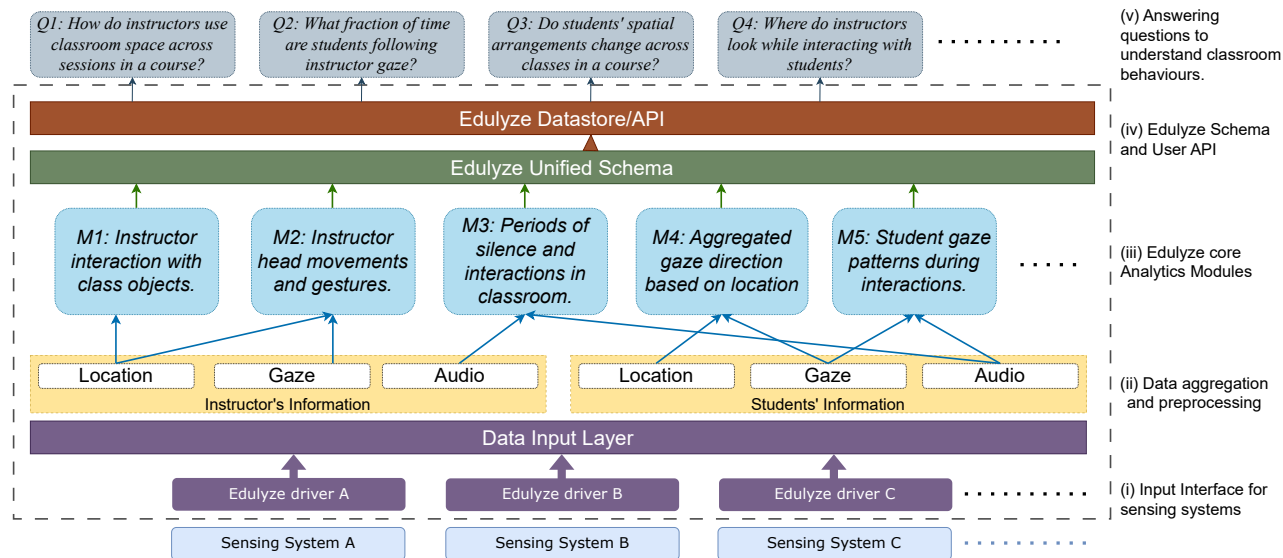 Q1: How do instructors use
classroom space across
sessions in a course?
Q2: What fraction of time
are students following
instructor gaze?
Q3: Do students' spatial
arrangements change across
classes in a course?
Q4: Where do instructors
look while interacting with
students?
(v) Answering
questions to
understand classroom
behaviours.
Edulyze Datastore/API
(iv) Edulyze Schema
and User API
Edulyze Unified Schema
M1: Instructor
interaction with
class objects.
M2: Instructor
head movements
and gestures.
M3: Periods of
silence and
interactions in
classroom.
M4: Aggregated
gaze direction
based on location
M5: Student gaze
patterns during
interactions.
(iii) Edulyze core
Analytics Modules
Location
Gaze
Audio
Instructor's Information
Location
Gaze
Audio
Students' Information
(ii) Data aggregation
and preprocessing
Data Input Layer
Edulyze driver A
Edulyze driver B
Edulyze driver C
(i) Input Interface for
sensing systems
Sensing System A
Sensing System B
Sensing System C